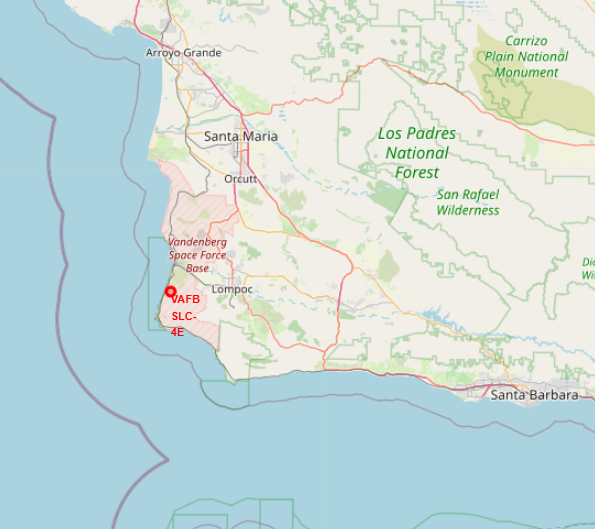 Carrizo
Plain National
Monument
Arroyo Grande
Santa Maria
Los Padres
National
Forest
Orcutt
San Rafael
Wilderness
Vandenberg
Space Force
Base
Lompoc
VAFB
SLC-
4E
Santa Barbara